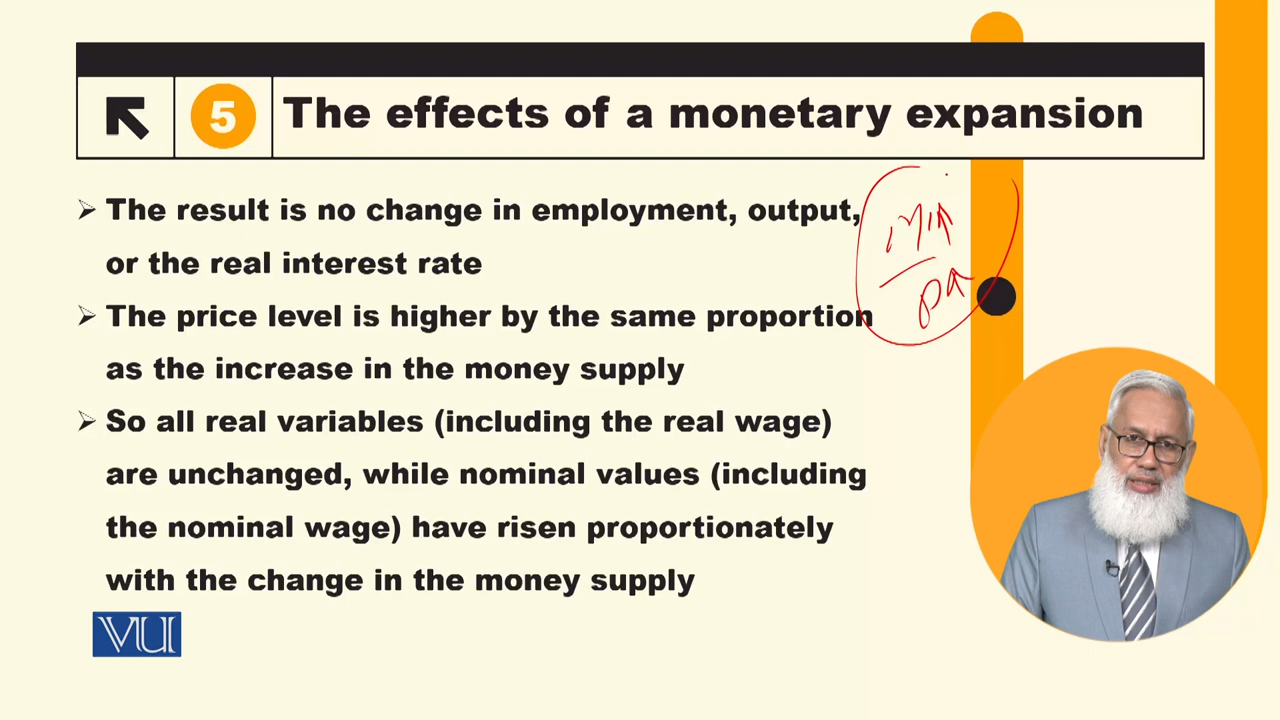 5 The effects of a monetary expansion
➢ The result is no change in employment, output,
or the real interest rate
➢ The price level is higher by the same proportion
as the increase in the money supply
➢ So all real variables (including the real wage)
are unchanged, while nominal values (including
the nominal wage) have risen proportionately
with the change in the money supply
VU